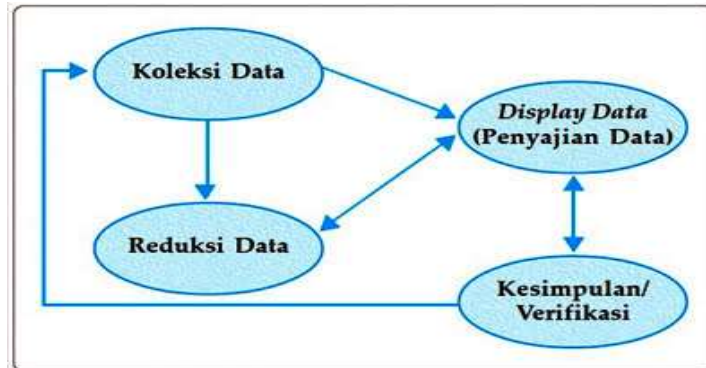 Koleksi Data
Display Data
(Penyajian Data)
Reduksi Data
Kesimpulan/
Verifikasi